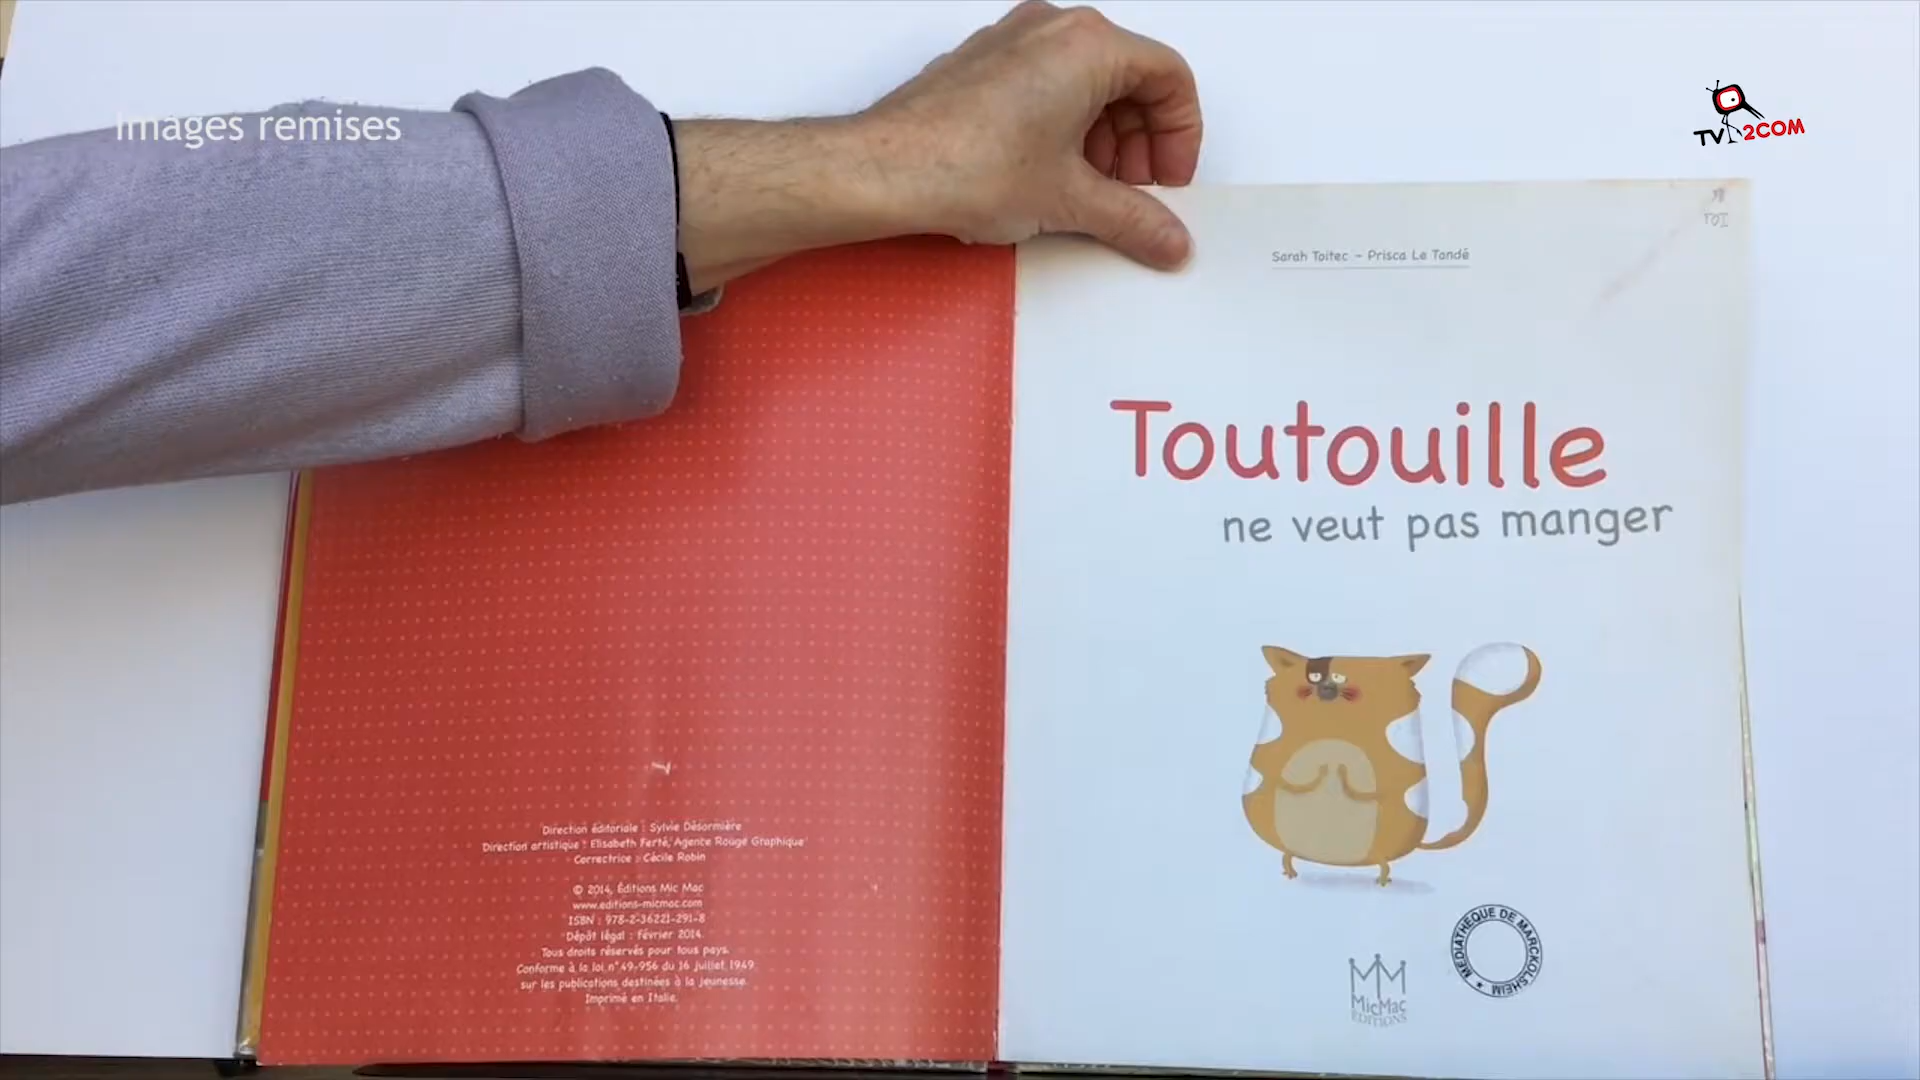 Images remises
TV 2COM
Sarah Toitec – Prisca Le Tandé
Toutouille
ne veut pas manger
Direction éditoriale : Sylvie Désormière
Direction artistique : Elisabeth Ferté, Agence Rouge Graphique
Correctrice : Cécile Robin
© 2014, Éditions Mic Mac
www.editions-micmac.com
ISBN : 978-2-36221-291-8
Dépôt légal : Février 2014.
Tous droits réservés pour tous pays.
Conforme à la loi n°49-956 du 16 juillet 1949
sur les publications destinées à la jeunesse.
Imprimé en Italie.
MÉDIATHÈQUE DE MARCKOLSHEIM
MicMac
ÉDITIONS